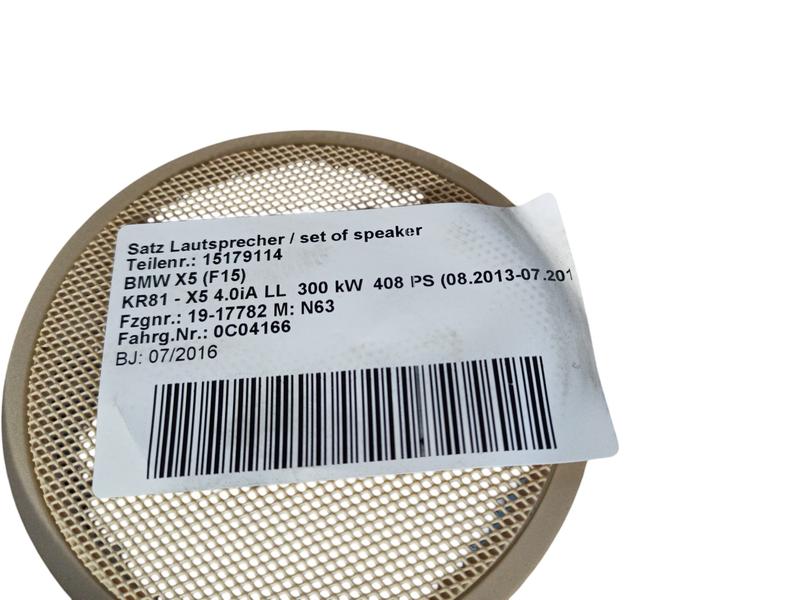 Satz Lautsprecher / set of speaker
Teilenr.: 15179114
BMW X5 (F15)
KR81 - X5 4.0iA LL 300 kW 408 PS (08.2013-07.201
Fzgnr.: 19-17782 M: N63
Fahrg.Nr.: 0C04166
BJ: 07/2016